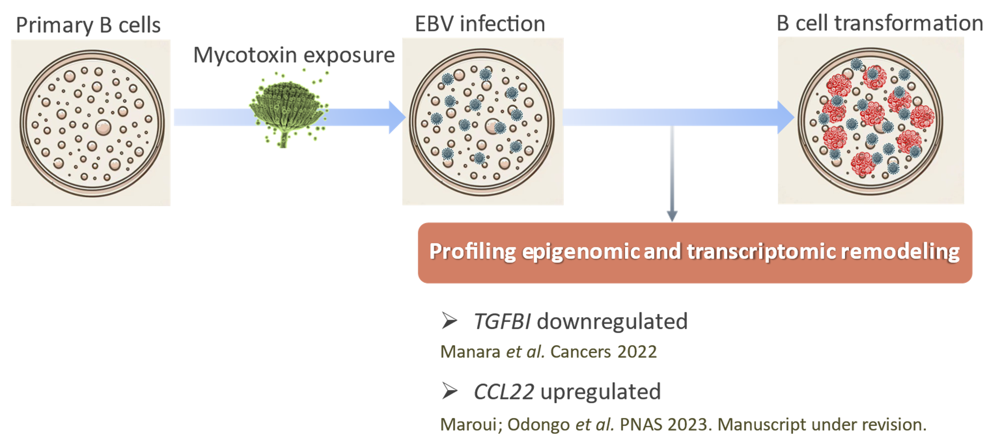 Primary B cells
Mycotoxin exposure
EBV infection
B cell transformation
Profiling epigenomic and transcriptomic remodeling
➢ TGFBI downregulated
Manara et al. Cancers 2022
➢ CCL22 upregulated
Maroui; Odongo et al. PNAS 2023. Manuscript under revision.